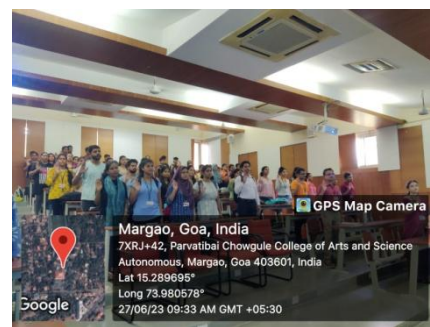 GPS Map Camera
Margao, Goa, India
7XRJ+42, Parvatibai Chowgule College of Arts and Science
Autonomous, Margao, Goa 403601, India
Lat 15.289695°
Long 73.980578°
27/06/23 09:33 AM GMT +05:30
Google